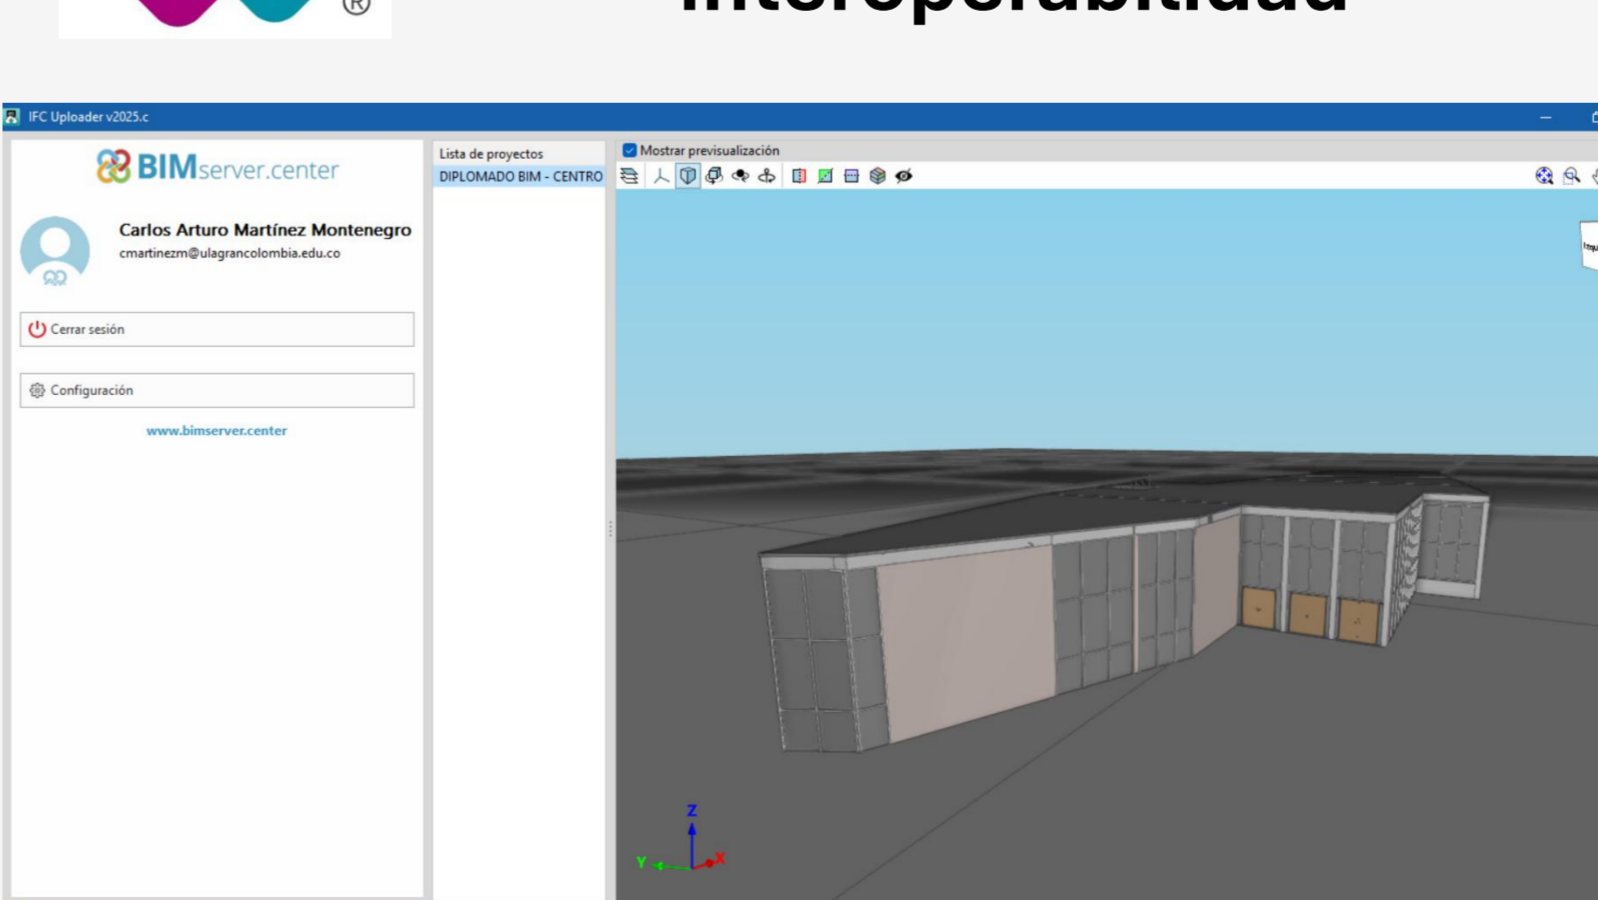 ®
Interoperabilidad
IFC Uploader v2025.c
BIMserver.center
Carlos Arturo Martínez Montenegro
cmartinezm@ulagrancolombia.edu.co
Cerrar sesión
Configuración
www.bimserver.center
Lista de proyectos
DIPLOMADO BIM - CENTRO
Mostrar previsualización
Z
Y
X